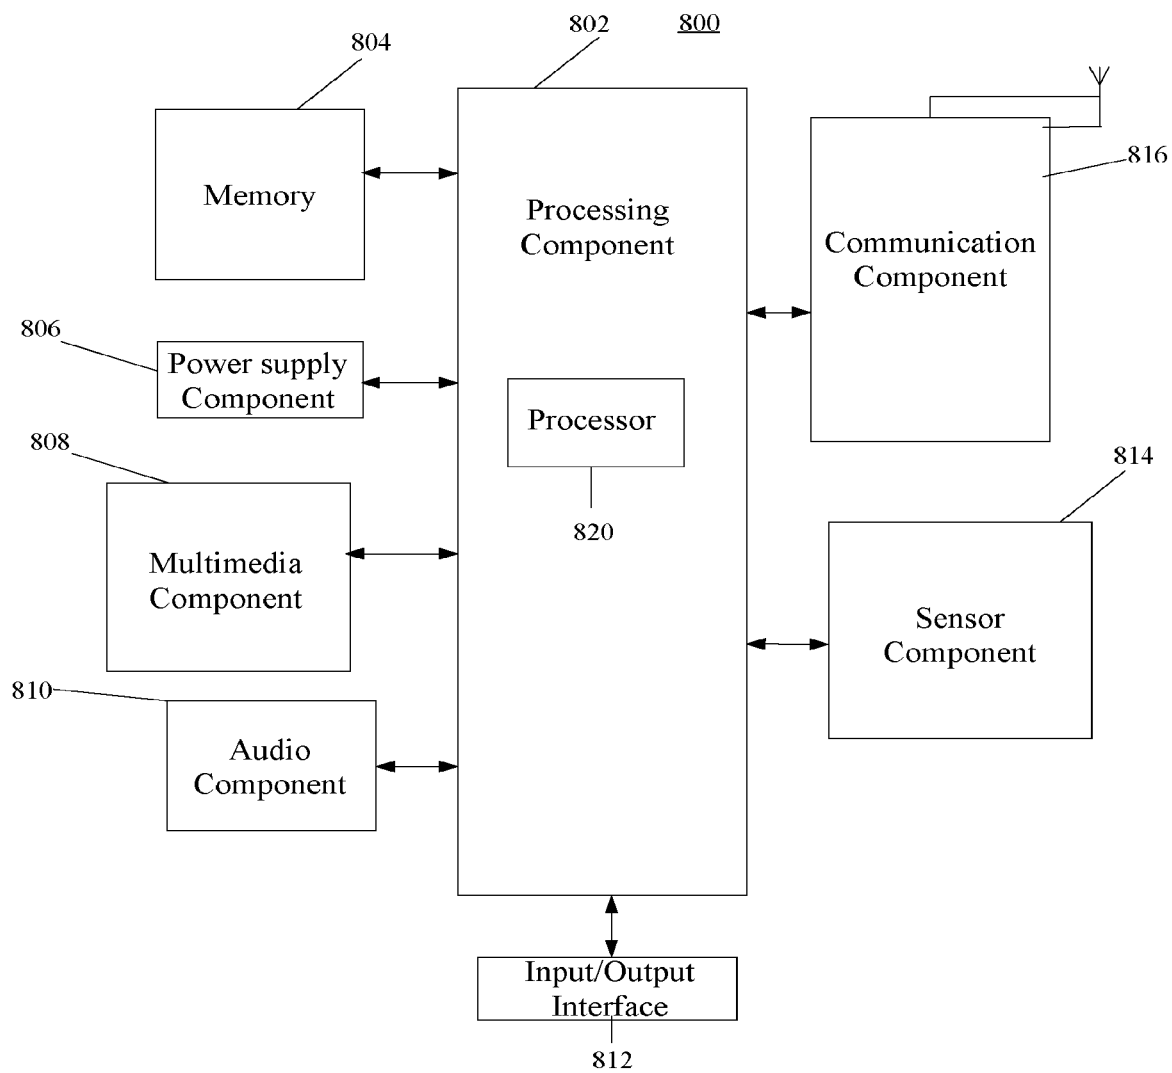 802
800
804
Memory
Processing
Component
816
Communication
Component
806
Power supply
Component
Processor
820
808
Multimedia
Component
814
Sensor
Component
810
Audio
Component
Input/Output
Interface
812